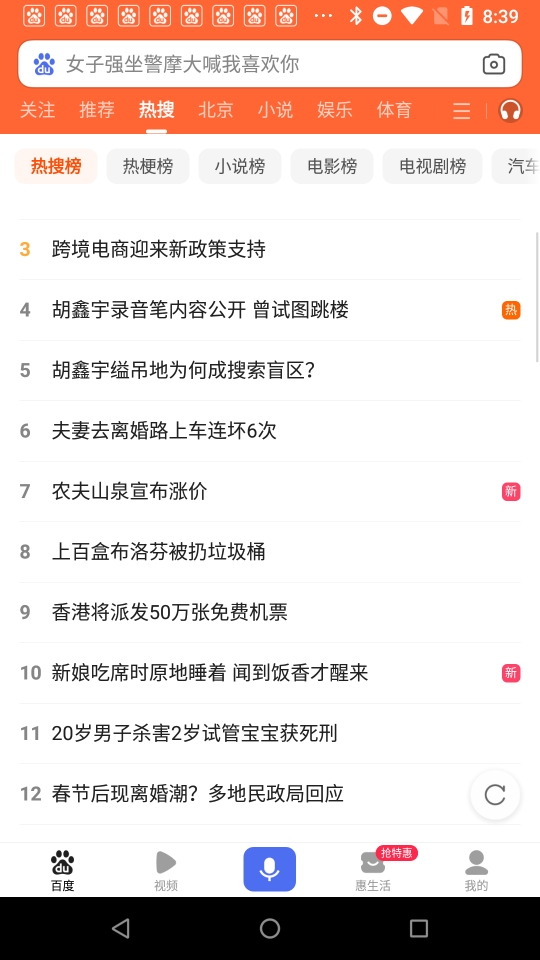 8:39
du 女子强坐警摩大喊我喜欢你
关注 推荐 热搜 北京 小说 娱乐 体育
热搜榜 热梗榜 小说榜 电影榜 电视剧榜 汽车
3 跨境电商迎来新政策支持
4 胡鑫宇录音笔内容公开 曾试图跳楼 热
5 胡鑫宇缢吊地为何成搜索盲区?
6 夫妻去离婚路上车连坏6次
7 农夫山泉宣布涨价 新
8 上百盒布洛芬被扔垃圾桶
9 香港将派发50万张免费机票
10 新娘吃席时原地睡着 闻到饭香才醒来 新
11 20岁男子杀害2岁试管宝宝获死刑
12 春节后现离婚潮？多地民政局回应
du 抢特惠
百度 视频 惠生活 我的